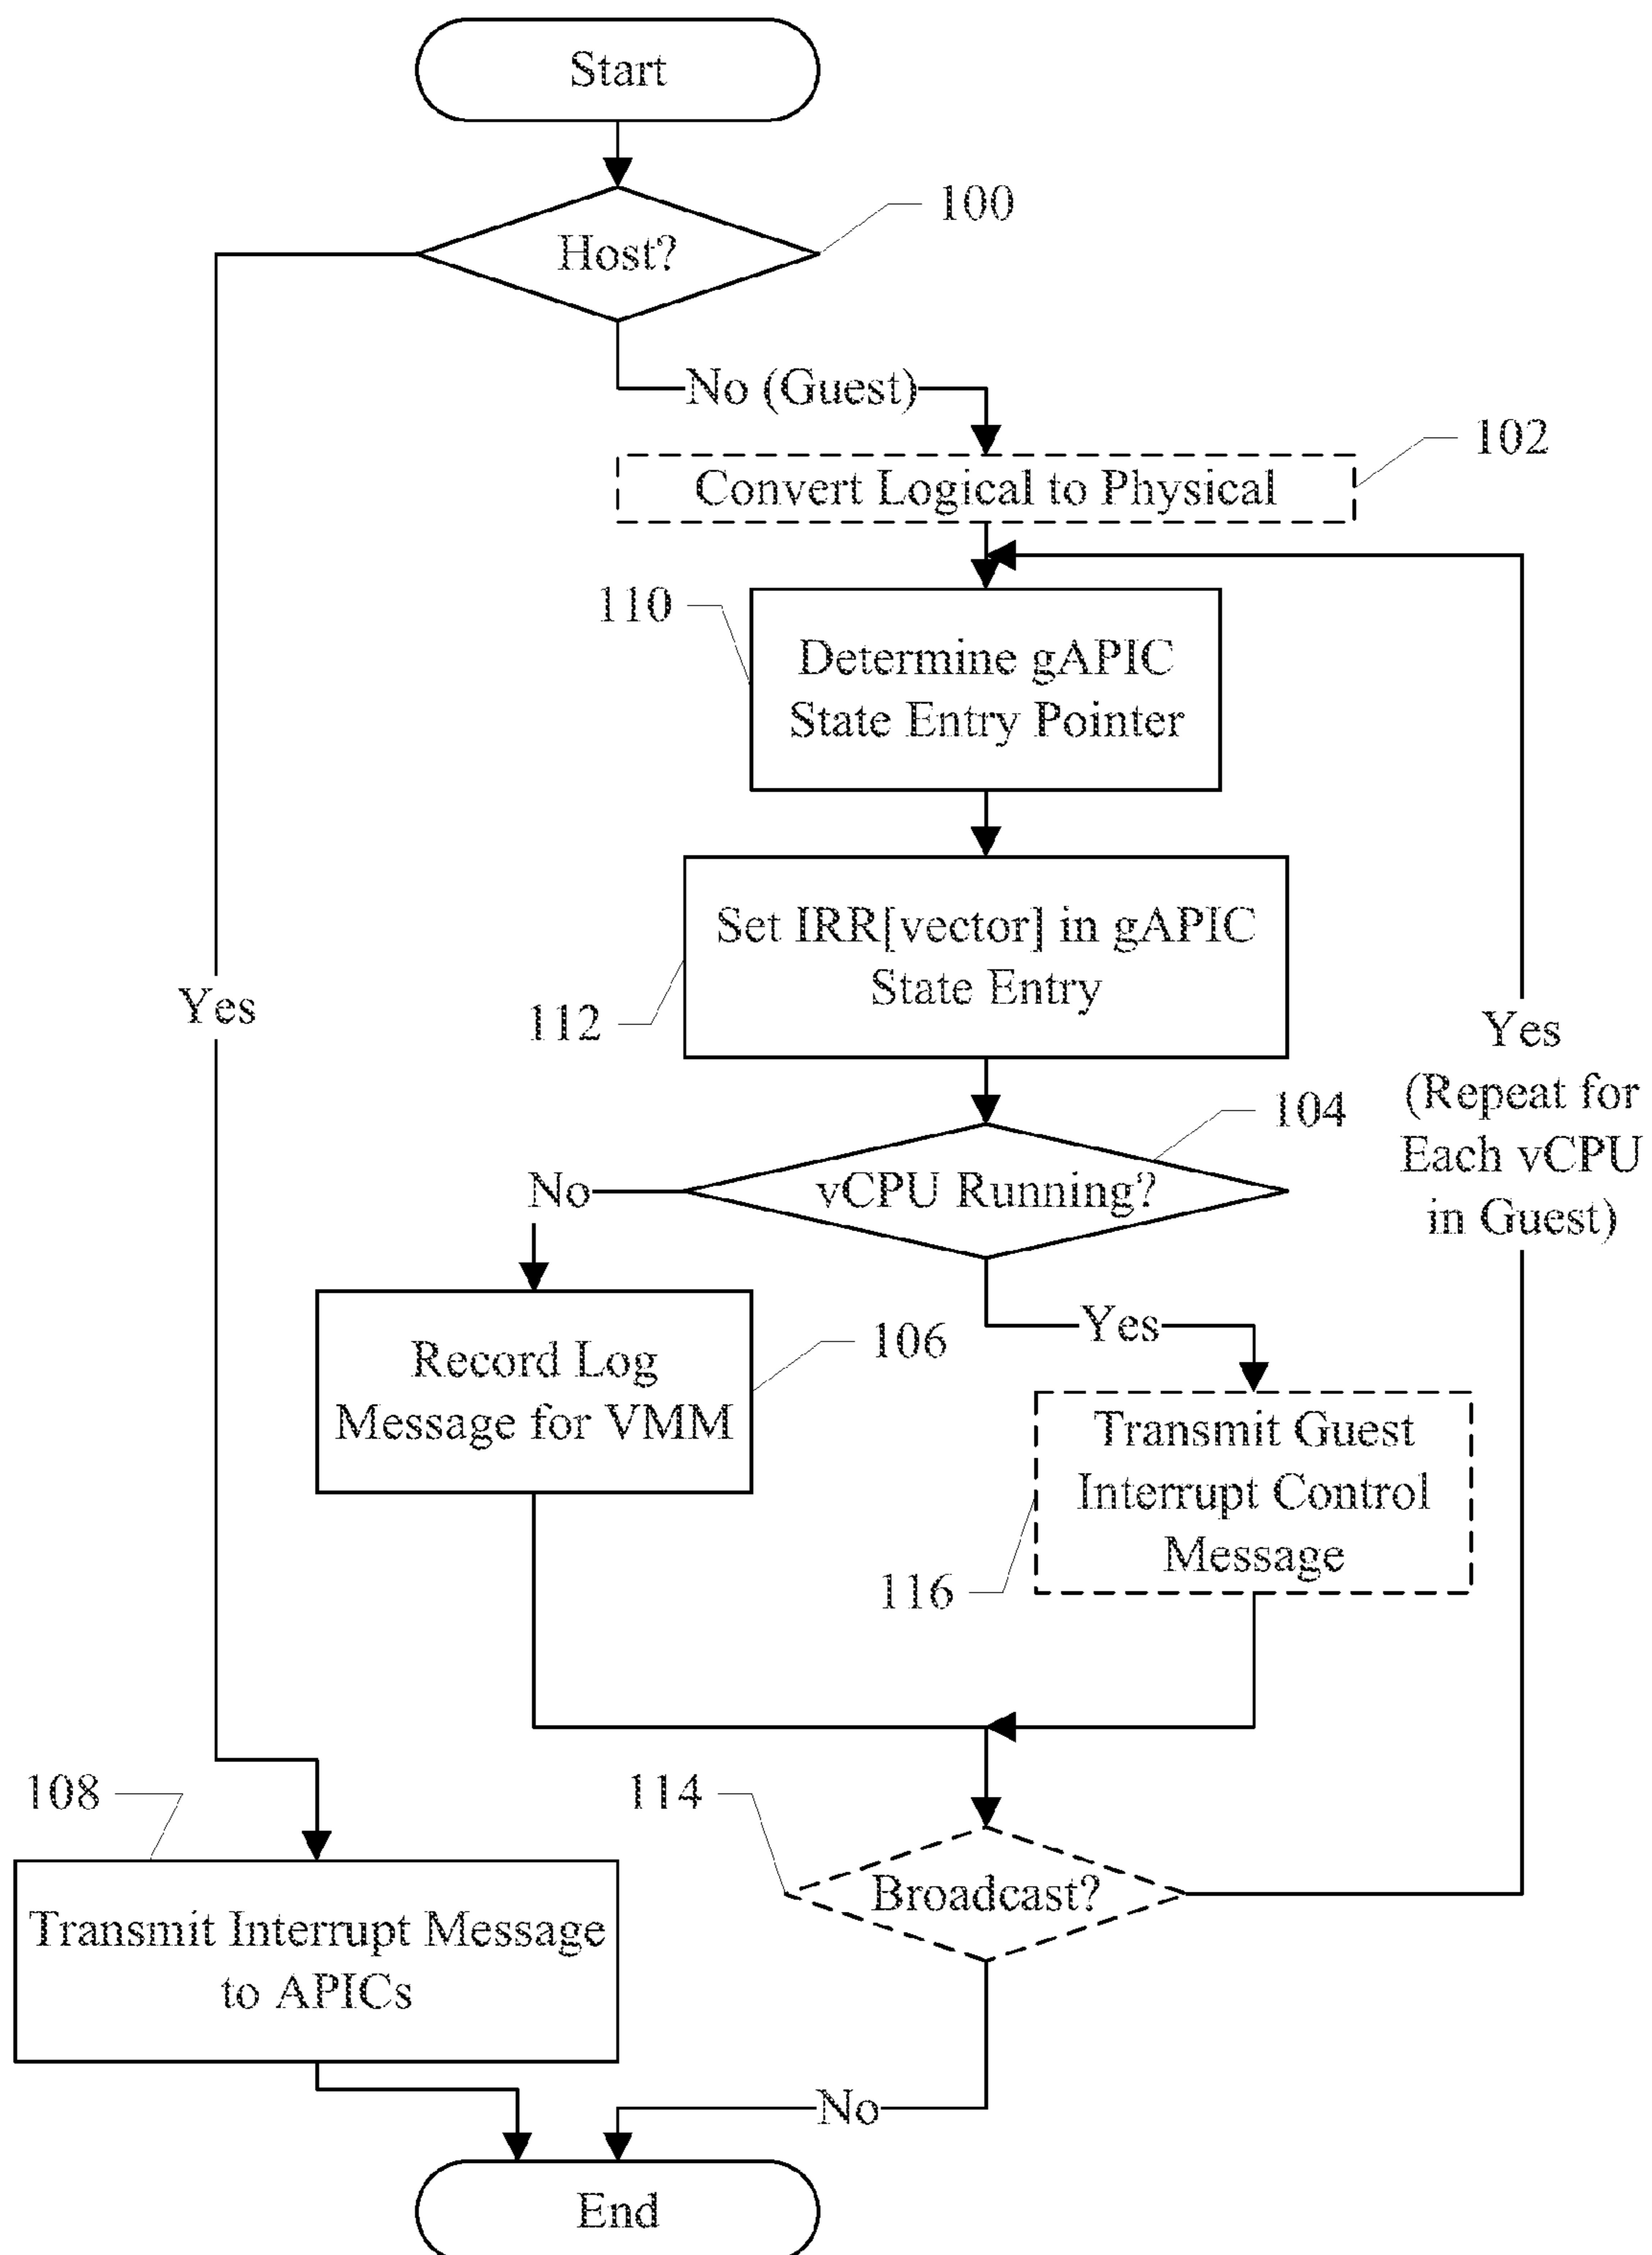 Start
100
Host?
No (Guest)
102
Convert Logical to Physical
110
Determine gAPIC
State Entry Pointer
Set IRR[vector] in gAPIC
State Entry
112
Yes
Yes
(Repeat for
Each vCPU
in Guest)
104
vCPU Running?
No
Yes
Record Log
Message for VMM
106
Transmit Guest
Interrupt Control
Message
116
108
114
Broadcast?
Transmit Interrupt Message
to APICs
No
End